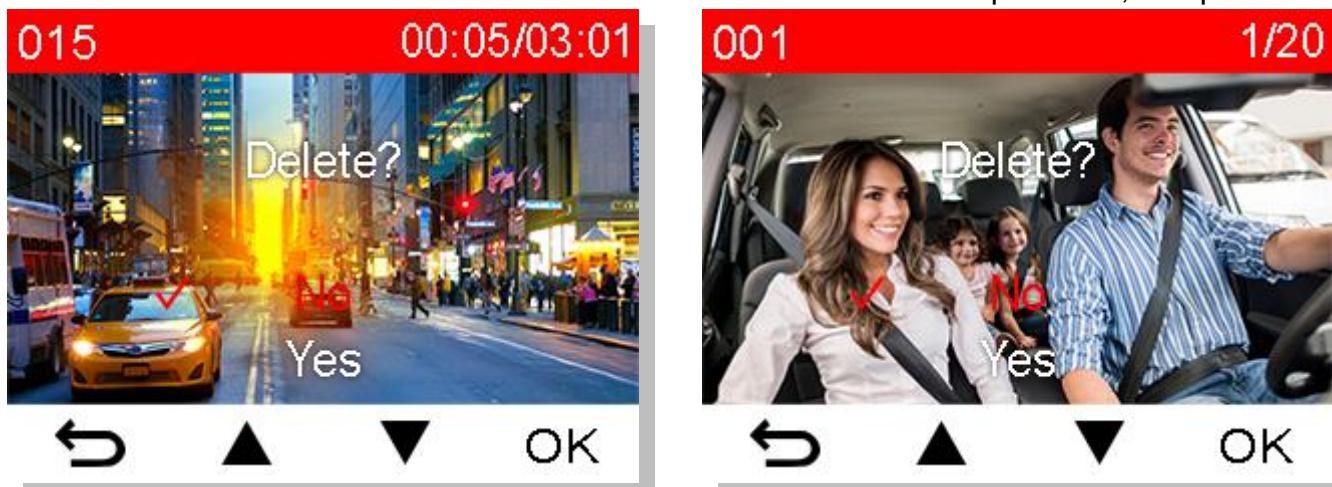 015 00:05/03:01
Delete?
✓ No
Yes
OK
001 1/20
Delete?
✓ No
Yes
OK